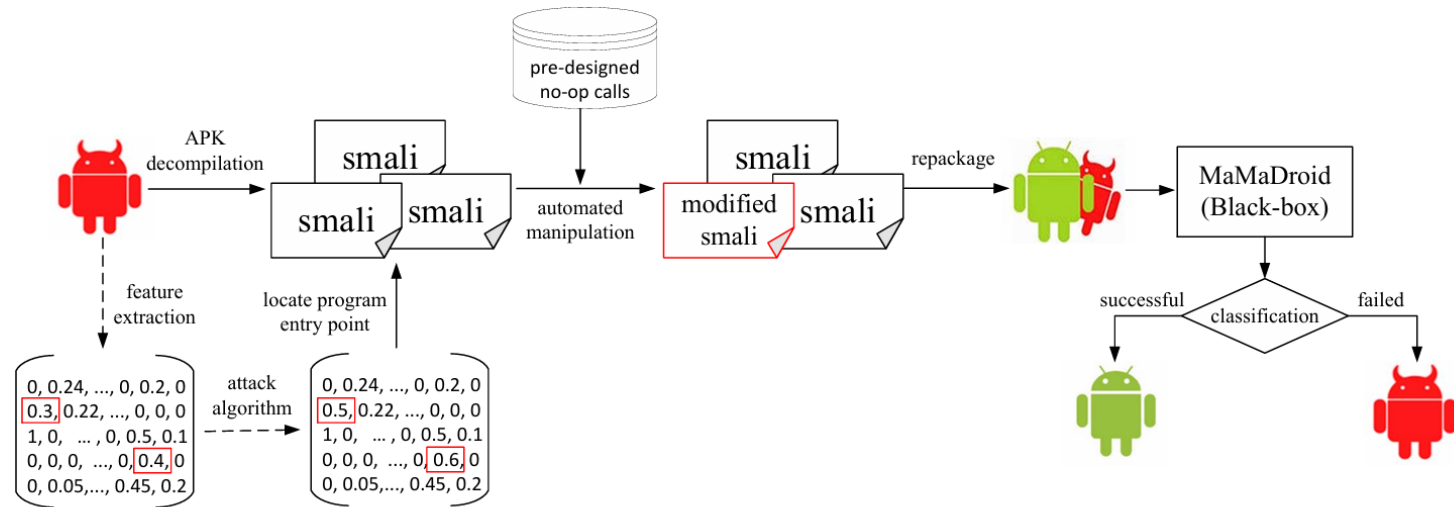 pre-designed
no-op calls
APK
decompilation
smali
smali
smali
automated
manipulation
smali
modified
smali
smali
repackage
MaMaDroid
(Black-box)
feature
extraction
locate program
entry point
successful
classification
failed
0, 0.24, ..., 0, 0.2, 0
0.3, 0.22, ..., 0, 0, 0
1, 0, ... , 0, 0.5, 0.1
0, 0, 0, ..., 0, 0.4, 0
0, 0.05,..., 0.45, 0.2
attack
algorithm
0, 0.24, ..., 0, 0.2, 0
0.5, 0.22, ..., 0, 0, 0
1, 0, ... , 0, 0.5, 0.1
0, 0, 0, ..., 0, 0.6, 0
0, 0.05,..., 0.45, 0.2